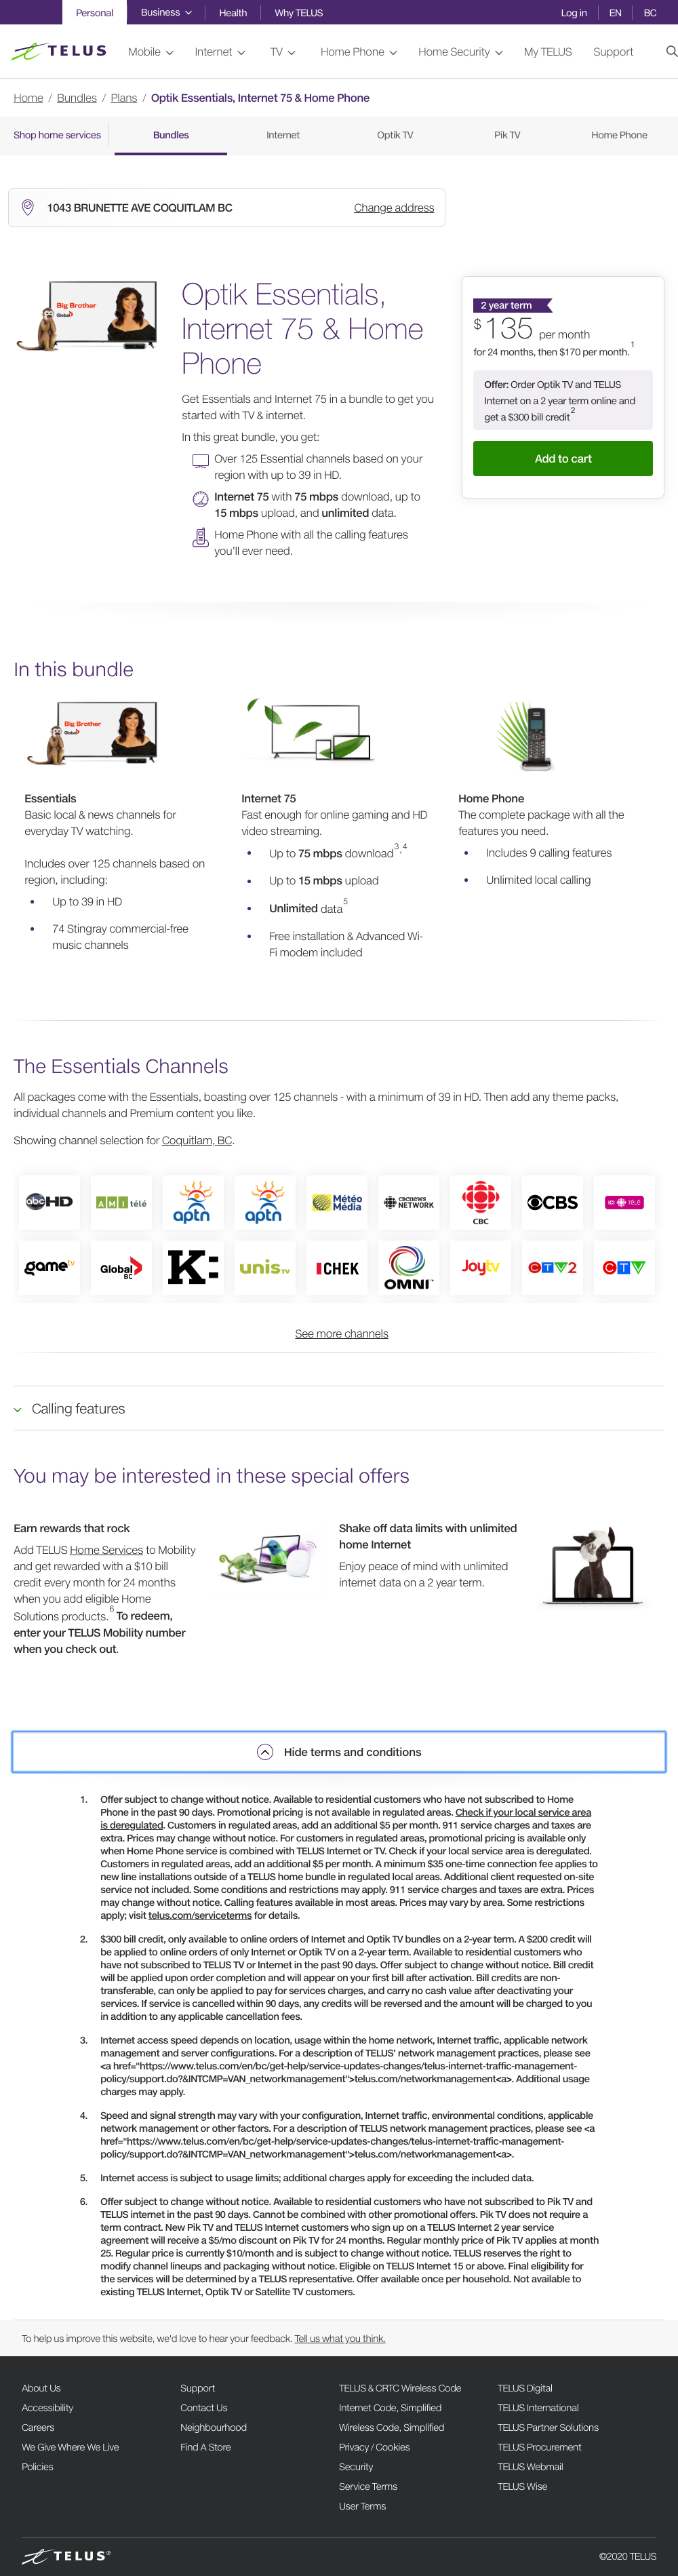 Personal
Business
Health
Why TELUS
Log in
EN
BC
TELUS
Mobile
Internet
TV
Home Phone
Home Security
My TELUS
Support
Home / Bundles / Plans / Optik Essentials, Internet 75 & Home Phone
Shop home services
Bundles
Internet
Optik TV
Pik TV
Home Phone
1043 BRUNETTE AVE COQUITLAM BC
Change address
Big Brother
Global
Optik Essentials,
Internet 75 & Home
Phone
Get Essentials and Internet 75 in a bundle to get you
started with TV & internet.
In this great bundle, you get:
Over 125 Essential channels based on your
region with up to 39 in HD.
Internet 75 with 75 mbps download, up to
15 mbps upload, and unlimited data.
Home Phone with all the calling features
you'll ever need.
2 year term
$135 per month
for 24 months, then $170 per month.1
Offer: Order Optik TV and TELUS
Internet on a 2 year term online and
get a $300 bill credit2
Add to cart
In this bundle
Big Brother
Global
Essentials
Basic local & news channels for
everyday TV watching.
Includes over 125 channels based on
region, including:
• Up to 39 in HD
• 74 Stingray commercial-free
music channels
Internet 75
Fast enough for online gaming and HD
video streaming.
• Up to 75 mbps download3,4
• Up to 15 mbps upload
• Unlimited data5
• Free installation & Advanced Wi-
Fi modem included
Home Phone
The complete package with all the
features you need.
• Includes 9 calling features
• Unlimited local calling
The Essentials Channels
All packages come with the Essentials, boasting over 125 channels - with a minimum of 39 in HD. Then add any theme packs,
individual channels and Premium content you like.
Showing channel selection for Coquitlam, BC.
abc HD
AMI télé
aptn
aptn
Météo Média
CBC NEWS NETWORK
CBC
CBS
ICI télé
game tv
Global BC
K:
unis TV
CHEK
OMNI
Joytv
CTV2
CTV
See more channels
Calling features
You may be interested in these special offers
Earn rewards that rock
Add TELUS Home Services to Mobility
and get rewarded with a $10 bill
credit every month for 24 months
when you add eligible Home
Solutions products.6 To redeem,
enter your TELUS Mobility number
when you check out.
Shake off data limits with unlimited
home Internet
Enjoy peace of mind with unlimited
internet data on a 2 year term.
Hide terms and conditions
1. Offer subject to change without notice. Available to residential customers who have not subscribed to Home
Phone in the past 90 days. Promotional pricing is not available in regulated areas. Check if your local service area
is deregulated. Customers in regulated areas, add an additional $5 per month. 911 service charges and taxes are
extra. Prices may change without notice. For customers in regulated areas, promotional pricing is available only
when Home Phone service is combined with TELUS Internet or TV. Check if your local service area is deregulated.
Customers in regulated areas, add an additional $5 per month. A minimum $35 one-time connection fee applies to
new line installations outside of a TELUS home bundle in regulated local areas. Additional client requested on-site
service not included. Some conditions and restrictions may apply. 911 service charges and taxes are extra. Prices
may change without notice. Calling features available in most areas. Prices may vary by area. Some restrictions
apply; visit telus.com/serviceterms for details.
2. $300 bill credit, only available to online orders of Internet and Optik TV bundles on a 2-year term. A $200 credit will
be applied to online orders of only Internet or Optik TV on a 2-year term. Available to residential customers who
have not subscribed to TELUS TV or Internet in the past 90 days. Offer subject to change without notice. Bill credit
will be applied upon order completion and will appear on your first bill after activation. Bill credits are non-
transferable, can only be applied to pay for services charges, and carry no cash value after deactivating your
services. If service is cancelled within 90 days, any credits will be reversed and the amount will be charged to you
in addition to any applicable cancellation fees.
3. Internet access speed depends on location, usage within the home network, Internet traffic, applicable network
management and server configurations. For a description of TELUS' network management practices, please see
<a href="https://www.telus.com/en/bc/get-help/service-updates-changes/telus-internet-traffic-management-
policy/support.do?&INTCMP=VAN_networkmanagement">telus.com/networkmanagement<a>. Additional usage
charges may apply.
4. Speed and signal strength may vary with your configuration, Internet traffic, environmental conditions, applicable
network management or other factors. For a description of TELUS network management practices, please see <a
href="https://www.telus.com/en/bc/get-help/service-updates-changes/telus-internet-traffic-management-
policy/support.do?&INTCMP=VAN_networkmanagement">telus.com/networkmanagement<a>.
5. Internet access is subject to usage limits; additional charges apply for exceeding the included data.
6. Offer subject to change without notice. Available to residential customers who have not subscribed to Pik TV and
TELUS internet in the past 90 days. Cannot be combined with other promotional offers. Pik TV does not require a
term contract. New Pik TV and TELUS Internet customers who sign up on a TELUS Internet 2 year service
agreement will receive a $5/mo discount on Pik TV for 24 months. Regular monthly price of Pik TV applies at month
25. Regular price is currently $10/month and is subject to change without notice. TELUS reserves the right to
modify channel lineups and packaging without notice. Eligible on TELUS Internet 15 or above. Final eligibility for
the services will be determined by a TELUS representative. Offer available once per household. Not available to
existing TELUS Internet, Optik TV or Satellite TV customers.
To help us improve this website, we'd love to hear your feedback. Tell us what you think.
About Us
Accessibility
Careers
We Give Where We Live
Policies
Support
Contact Us
Neighbourhood
Find A Store
TELUS & CRTC Wireless Code
Internet Code, Simplified
Wireless Code, Simplified
Privacy / Cookies
Security
Service Terms
User Terms
TELUS Digital
TELUS International
TELUS Partner Solutions
TELUS Procurement
TELUS Webmail
TELUS Wise
TELUS®
©2020 TELUS